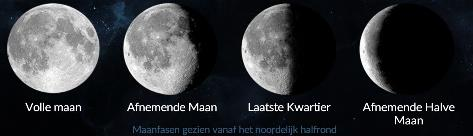 Volle maan
Afnemende Maan
Laatste Kwartier
Afnemende Halve
Maan
Maanfasen gezien vanaf het noordelijk halfrond